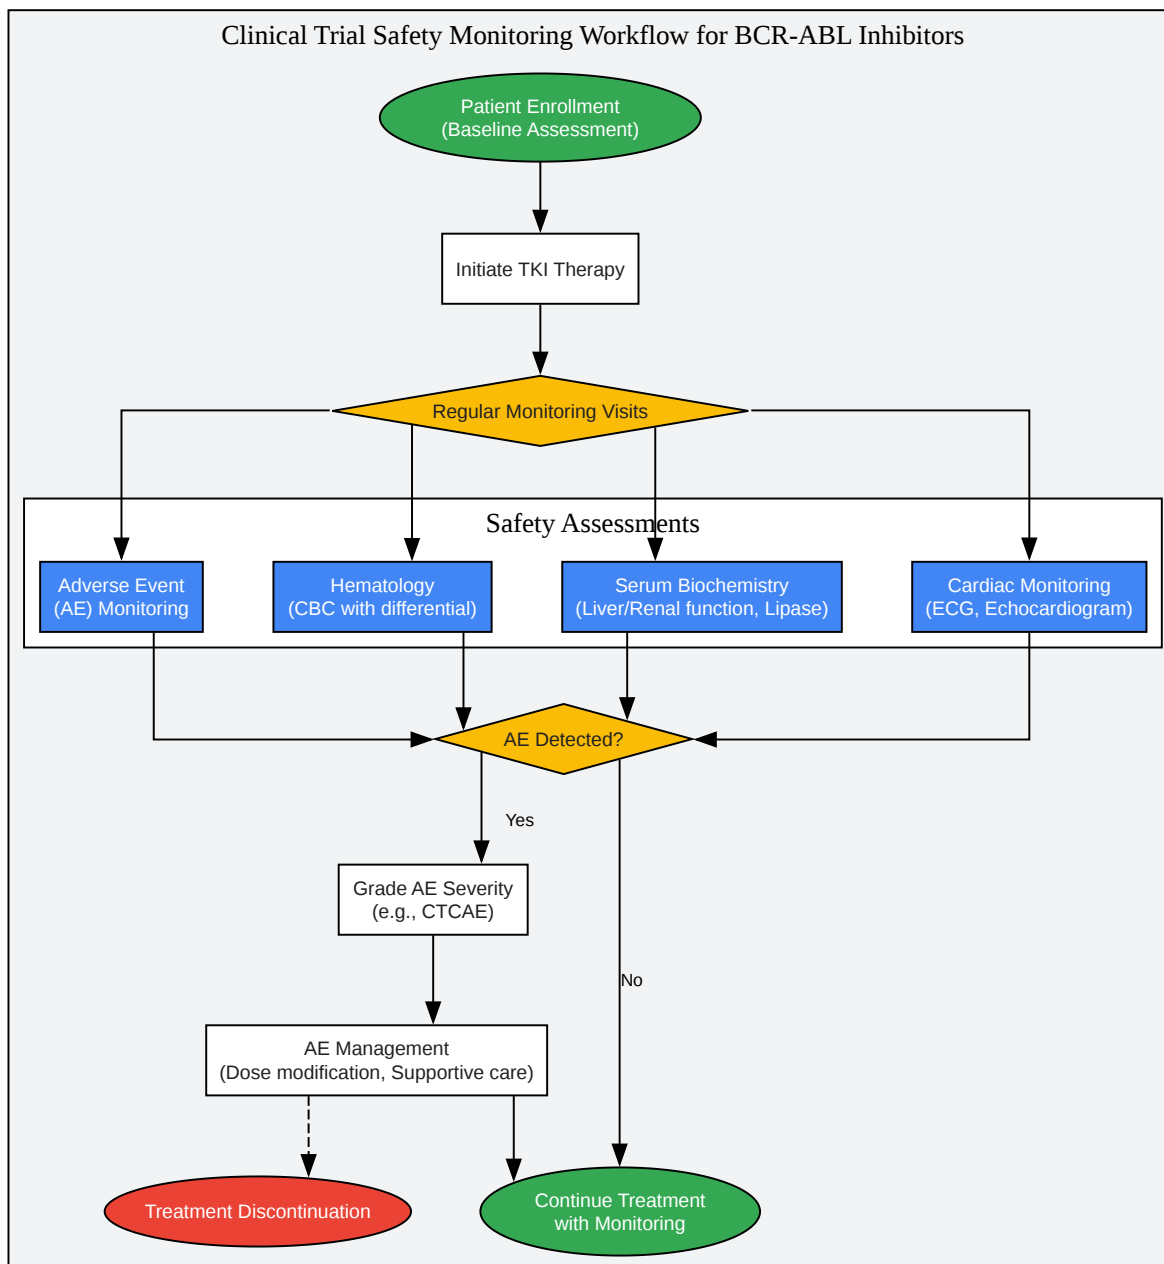 Clinical Trial Safety Monitoring Workflow for BCR-ABL Inhibitors
Patient Enrollment
(Baseline Assessment)
Initiate TKI Therapy
Regular Monitoring Visits
Safety Assessments
Adverse Event
(AE) Monitoring
Hematology
(CBC with differential)
Serum Biochemistry
(Liver/Renal function, Lipase)
Cardiac Monitoring
(ECG, Echocardiogram)
AE Detected?
Yes
Grade AE Severity
(e.g., CTCAE)
No
AE Management
(Dose modification, Supportive care)
Treatment Discontinuation
Continue Treatment
with Monitoring